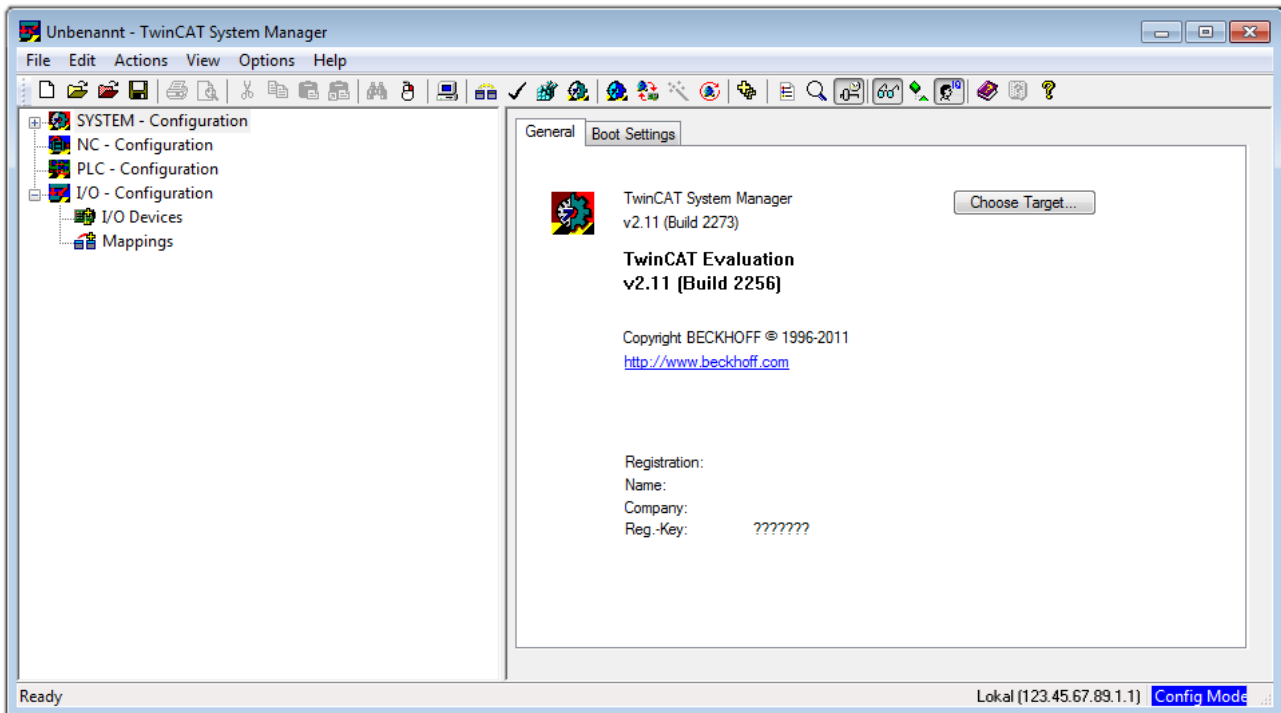 Unbenannt - TwinCAT System Manager
File Edit Actions View Options Help
SYSTEM - Configuration
NC - Configuration
PLC - Configuration
I/O - Configuration
I/O Devices
Mappings
General Boot Settings
TwinCAT System Manager
v2.11 (Build 2273)
Choose Target...
TwinCAT Evaluation
v2.11 (Build 2256)
Copyright BECKHOFF © 1996-2011
http://www.beckhoff.com
Registration:
Name:
Company:
Reg.-Key: ???????
Ready Lokal (123.45.67.89.1.1) Config Mode